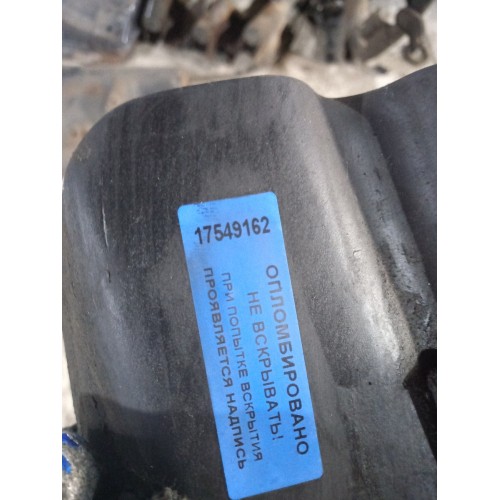 17549162
ОПЛОМБИРОВАНО
НЕ ВСКРЫВАТЬ!
ПРИ ПОПЫТКЕ ВСКРЫТИЯ
ПРОЯВЛЯЕТСЯ НАДПИСЬ